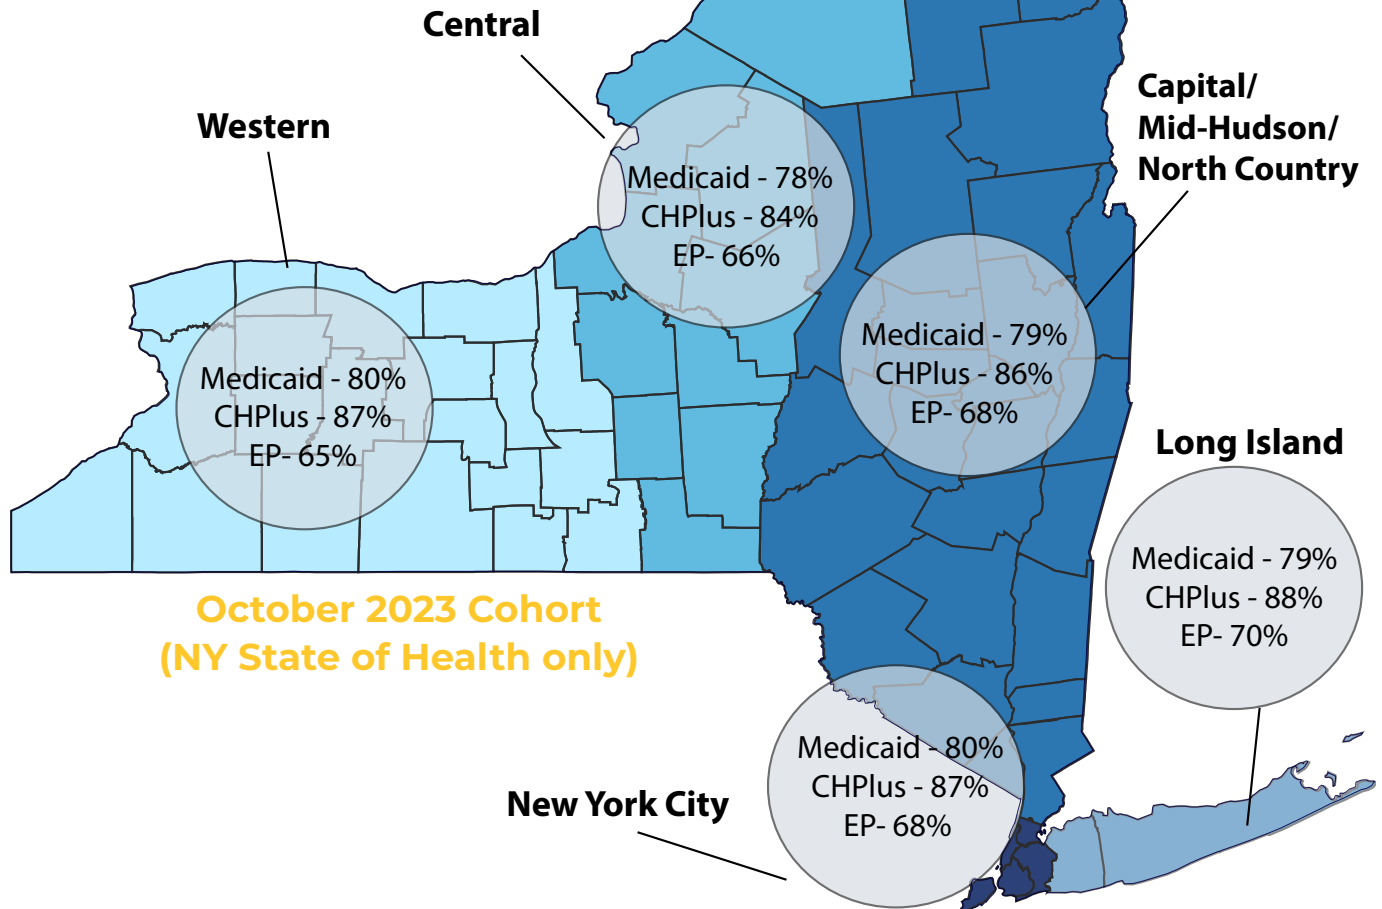 Central
Western
Capital/
Mid-Hudson/
North Country
Medicaid - 78%
CHPlus - 84%
EP- 66%
Medicaid - 79%
CHPlus - 86%
EP- 68%
Medicaid - 80%
CHPlus - 87%
EP- 65%
Long Island
Medicaid - 79%
CHPlus - 88%
EP- 70%
October 2023 Cohort
(NY State of Health only)
New York City
Medicaid - 80%
CHPlus - 87%
EP- 68%